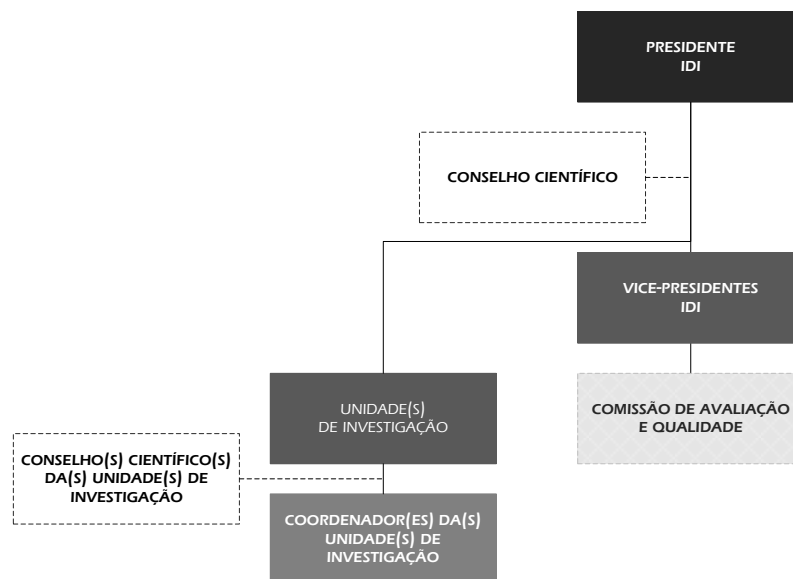 PRESIDENTE
IDI
CONSELHO CIENTÍFICO
VICE-PRESIDENTES
IDI
UNIDADE(S)
DE INVESTIGAÇÃO
COMISSÃO DE AVALIAÇÃO
E QUALIDADE
CONSELHO(S) CIENTÍFICO(S)
DA(S) UNIDADE(S) DE
INVESTIGAÇÃO
COORDENADOR(ES) DA(S)
UNIDADE(S) DE
INVESTIGAÇÃO